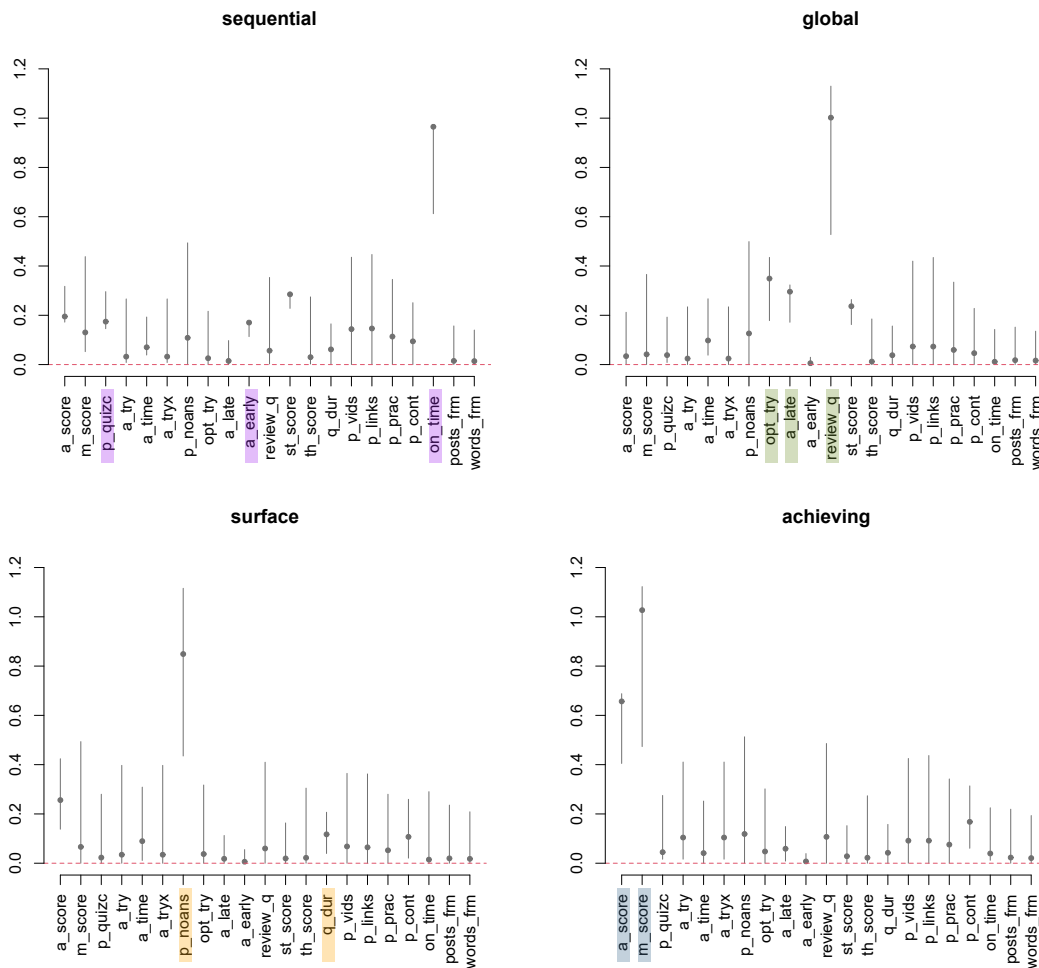 sequential
global
0.0 0.2 0.4 0.6 0.8 1.0 1.2
a_score m_score p_quizc a_try a_time a_tryx p_noans opt_try a_late a_early review_q st_score th_score q_dur p_vids p_links p_prac p_cont on_time posts_frm words_frm
0.0 0.2 0.4 0.6 0.8 1.0 1.2
a_score m_score p_quizc a_try a_time a_tryx p_noans opt_try a_late a_early review_q st_score th_score q_dur p_vids p_links p_prac p_cont on_time posts_frm words_frm
surface
achieving
0.0 0.2 0.4 0.6 0.8 1.0 1.2
a_score m_score p_quizc a_try a_time a_tryx p_noans opt_try a_late a_early review_q st_score th_score q_dur p_vids p_links p_prac p_cont on_time posts_frm words_frm
0.0 0.2 0.4 0.6 0.8 1.0 1.2
a_score m_score p_quizc a_try a_time a_tryx p_noans opt_try a_late a_early review_q st_score th_score q_dur p_vids p_links p_prac p_cont on_time posts_frm words_frm